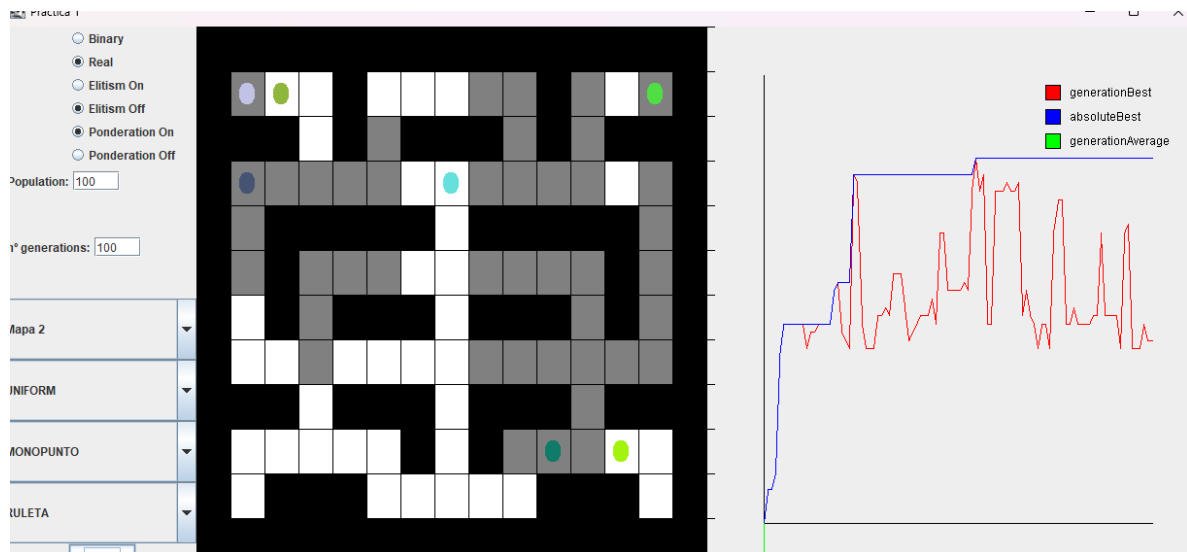 Practica 1
Binary
Real
Elitism On
Elitism Off
Ponderation On
Ponderation Off
Population: 100
nº generations: 100
Mapa 2
UNIFORM
MONOPUNTO
RULETA
generationBest
absoluteBest
generationAverage